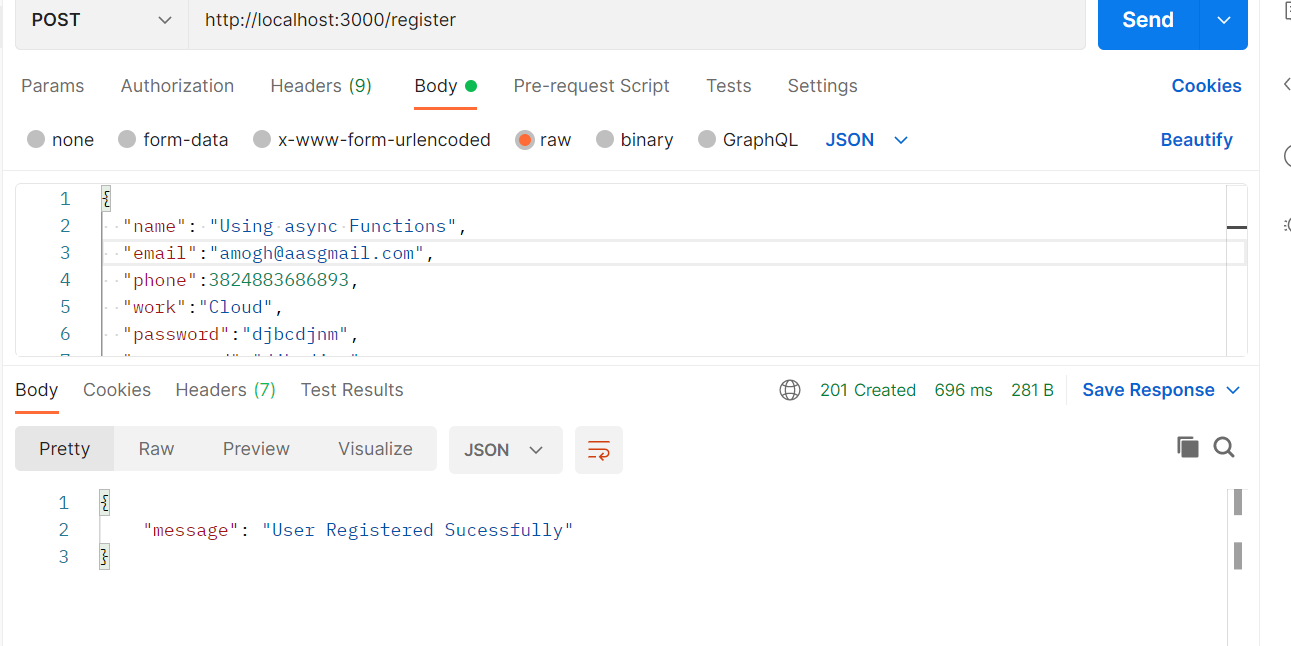 POST http://localhost:3000/register Send
Params Authorization Headers (9) Body Pre-request Script Tests Settings Cookies
none form-data x-www-form-urlencoded raw binary GraphQL JSON Beautify
1 {
2 "name": "Using async Functions",
3 "email":"amogh@aasgmail.com",
4 "phone":3824883686893,
5 "work":"Cloud",
6 "password":"djbcdjnm",
Body Cookies Headers (7) Test Results 201 Created 696 ms 281 B Save Response
Pretty Raw Preview Visualize JSON
1 {
2 "message": "User Registered Sucessfully"
3 }